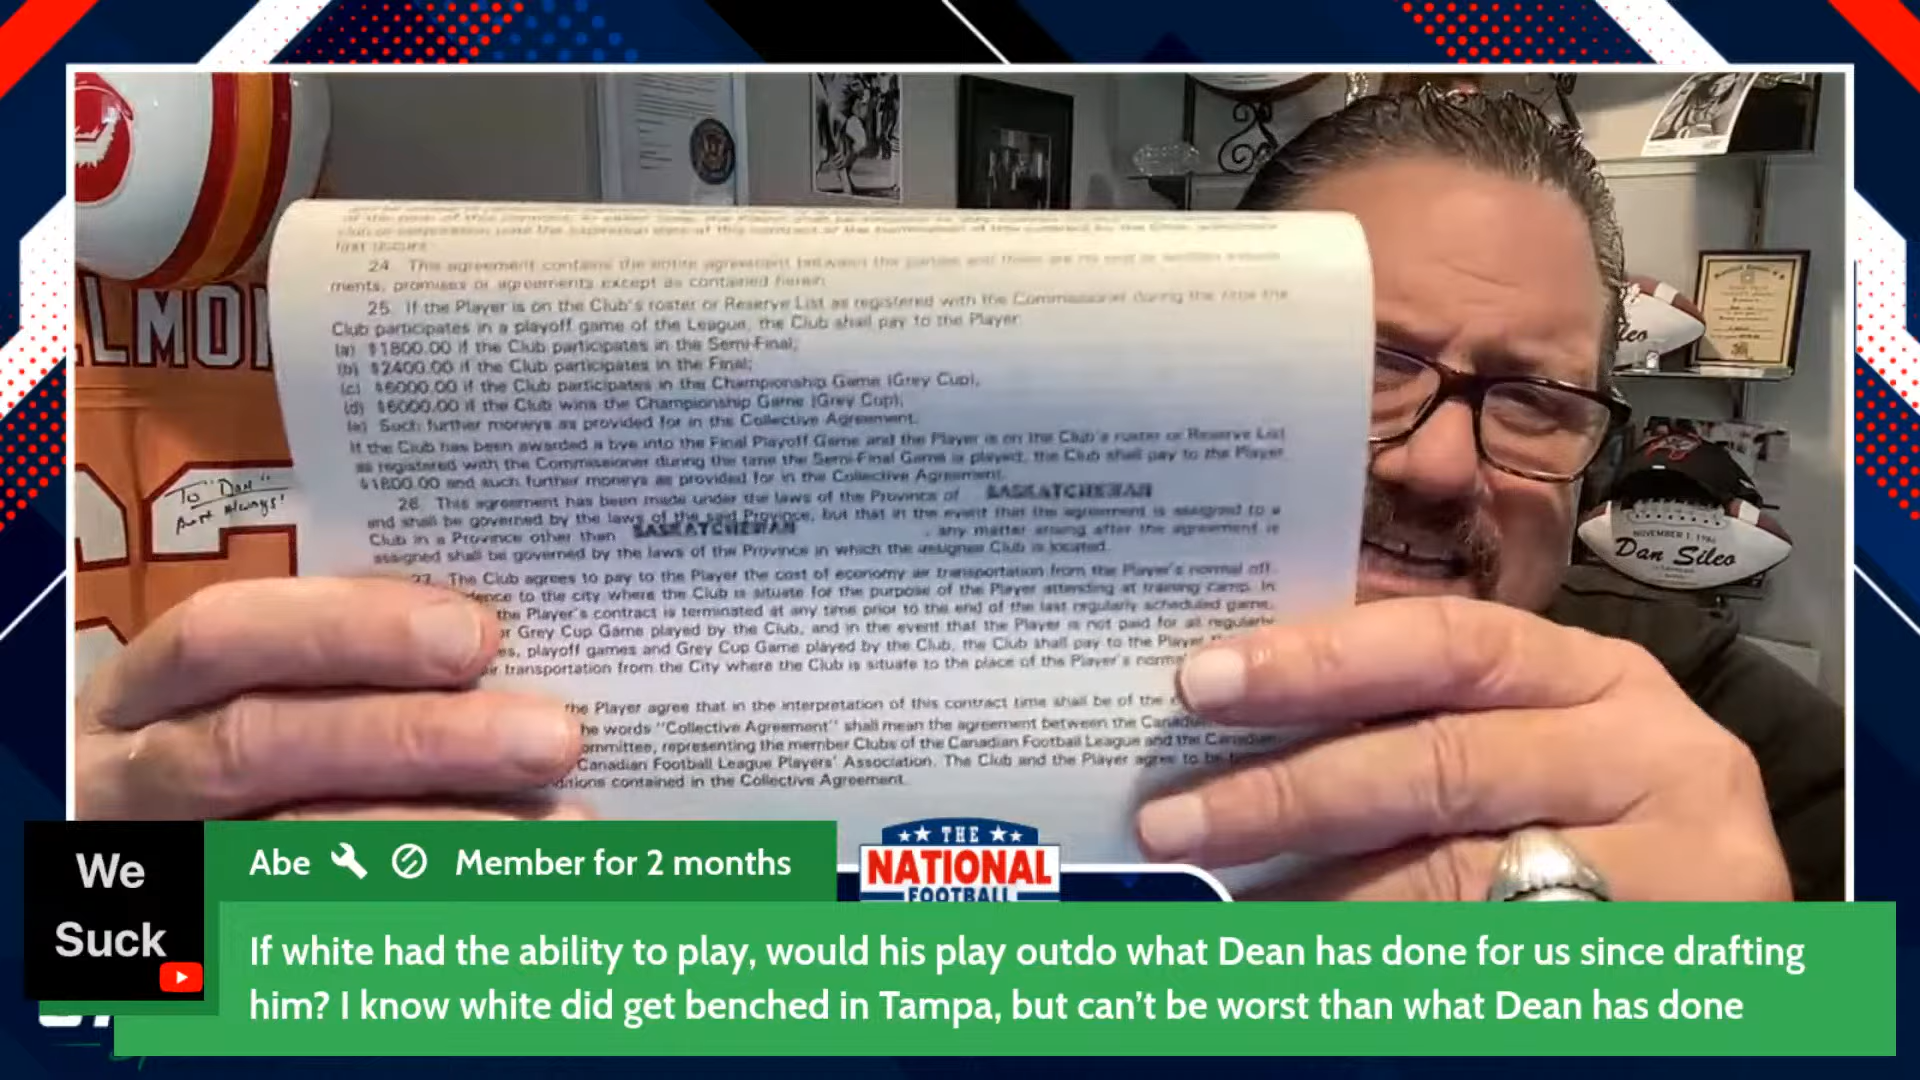 LMO
To "Dan"
Best Always!
first occurs.
24. This agreement contains the entire agreement between the parties and there are no oral or written
ments, promises or agreements except as contained herein.
25. If the Player is on the Club's roster or Reserve List as registered with the Commissioner during the time the
Club participates in a playoff game of the League, the Club shall pay to the Player:
(a) $1800.00 if the Club participates in the Semi-Final;
(b) $2400.00 if the Club participates in the Final;
(c) $6000.00 if the Club participates in the Championship Game (Grey Cup),
(d) $6000.00 if the Club wins the Championship Game (Grey Cup);
(e) Such further moneys as provided for in the Collective Agreement.
If the Club has been awarded a bye into the Final Playoff Game and the Player is on the Club's roster or Reserve List
as registered with the Commissioner during the time the Semi-Final Game is played, the Club shall pay to the Player
$1800.00 and such further moneys as provided for in the Collective Agreement.
26. This agreement has been made under the laws of the Province of SASKATCHEWAN
and shall be governed by the laws of the said Province, but that in the event that the agreement is assigned to a
Club in a Province other than SASKATCHEWAN, any matter arising after the agreement is
assigned shall be governed by the laws of the Province in which the assignee Club is located.
27. The Club agrees to pay to the Player the cost of economy air transportation from the Player's normal off
dence to the city where the Club is situate for the purpose of the Player attending at training camp. In
the Player's contract is terminated at any time prior to the end of the last regularly scheduled game,
or Grey Cup Game played by the Club, and in the event that the Player is not paid for all regularly
es, playoff games and Grey Cup Game played by the Club, the Club shall pay to the Player
ir transportation from the City where the Club is situate to the place of the Player's norma
the Player agree that in the interpretation of this contract time shall be of the
he words "Collective Agreement" shall mean the agreement between the Canadi
ommittee, representing the member Clubs of the Canadian Football League and the Canadian
Canadian Football League Players' Association. The Club and the Player agree to be
ditions contained in the Collective Agreement.
NOVEMBER 1, 1986
Dan Sileo
leo
THE
NATIONAL
FOOTBALL
We
Suck
Abe Member for 2 months
If white had the ability to play, would his play outdo what Dean has done for us since drafting
him? I know white did get benched in Tampa, but can't be worst than what Dean has done